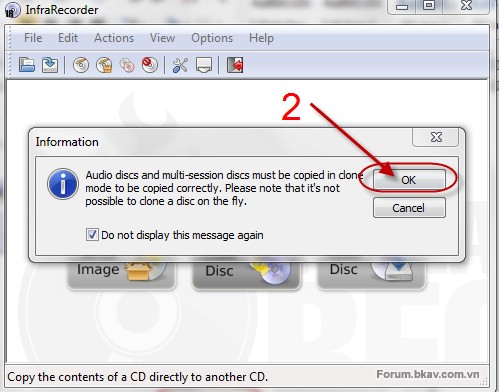 InfraRecorder
File Edit Actions View Options Help
2
Information
Audio discs and multi-session discs must be copied in clone
mode to be copied correctly. Please note that it's not
possible to clone a disc on the fly.
OK
Cancel
Do not display this message again
Image Disc Disc
Copy the contents of a CD directly to another CD.
Forum.bkav.com.vn